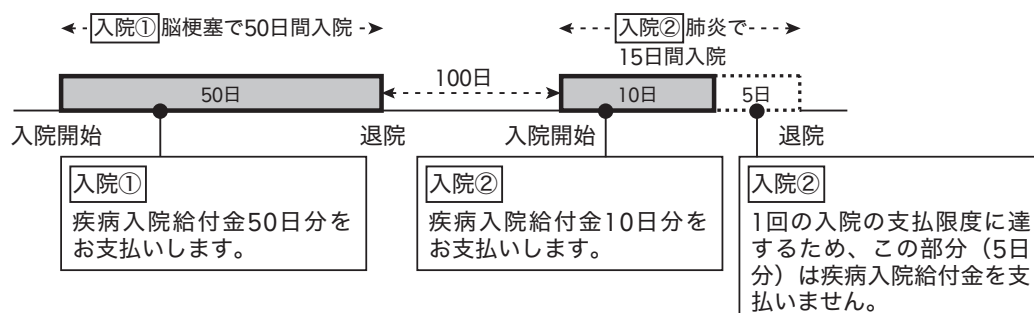 入院①脳梗塞で50日間入院
入院②肺炎で
15日間入院
50日
100日
10日
5日
入院開始
退院
入院開始
退院
入院①
疾病入院給付金50日分を
お支払いします。
入院②
疾病入院給付金10日分を
お支払いします。
入院②
1回の入院の支払限度に達
するため、この部分（5日
分）は疾病入院給付金を支
払いません。